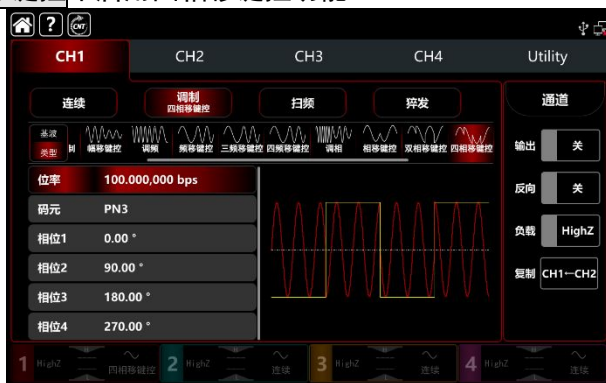 ? CNT
CH1 CH2 CH3 CH4 Utility
连续 调制 扫频 猝发 通道
四相移键控
基波
类型 制 幅移键控 调频 频移键控 三频移键控 四频移键控 调相 相移键控 双相移键控 四相移键控 输出 关
位率 100.000,000 bps
反向 关
码元 PN3
相位1 0.00 °
负载 HighZ
相位2 90.00 °
复制 CH1←CH2
相位3 180.00 °
相位4 270.00 °
1 HighZ 四相移键控 2 HighZ 连续 3 HighZ 连续 4 HighZ 连续